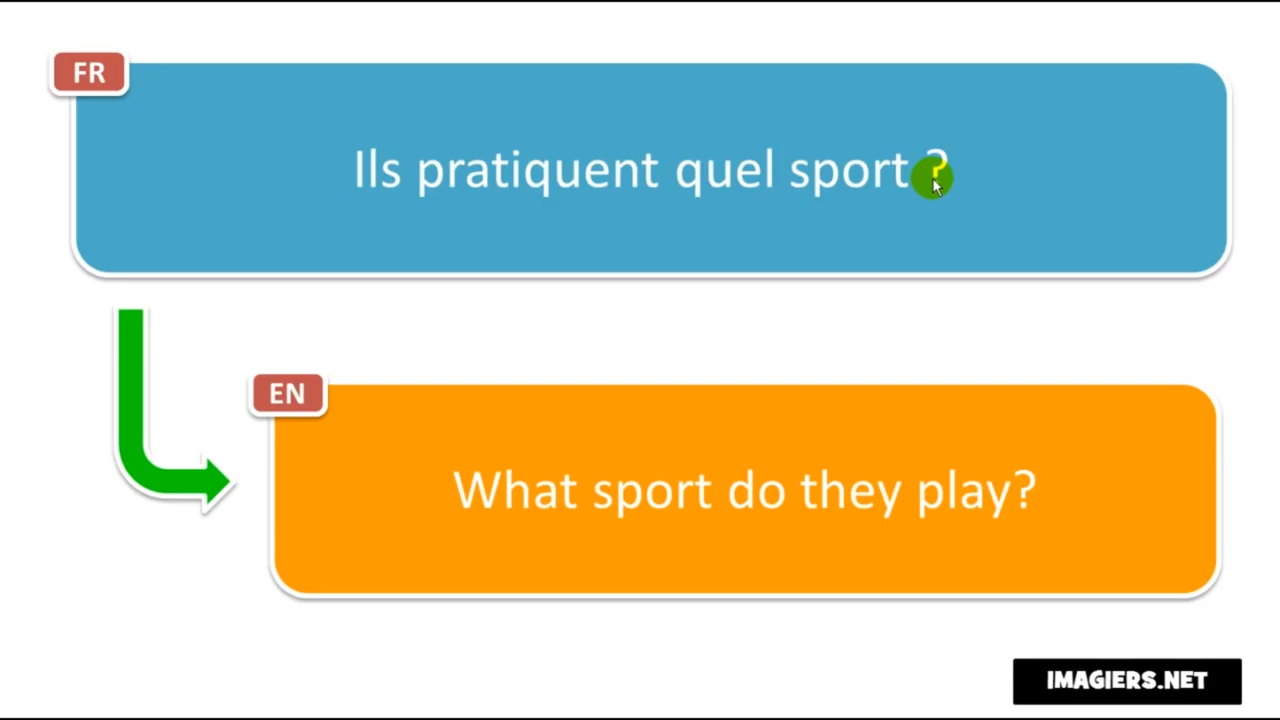 FR
Ils pratiquent quel sport ?
EN
What sport do they play?
IMAGIERS.NET